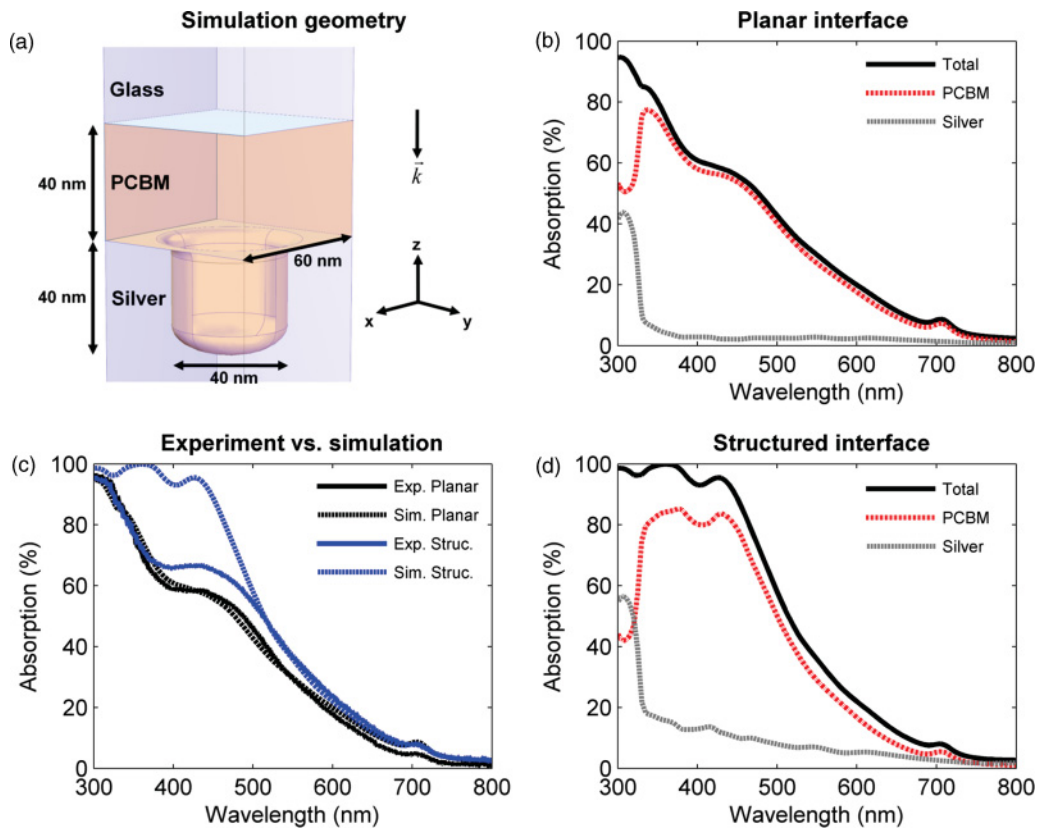 Simulation geometry
(a)
Glass
40 nm
PCBM
k
z
60 nm
40 nm
Silver
x
y
40 nm
Planar interface
(b)
100
80
60
40
20
0
Absorption (%)
Total
PCBM
Silver
300
400
500
600
700
800
Wavelength (nm)
Experiment vs. simulation
(c)
100
80
60
40
20
0
Absorption (%)
Exp. Planar
Sim. Planar
Exp. Struc.
Sim. Struc.
300
400
500
600
700
800
Wavelength (nm)
Structured interface
(d)
100
80
60
40
20
0
Absorption (%)
Total
PCBM
Silver
300
400
500
600
700
800
Wavelength (nm)